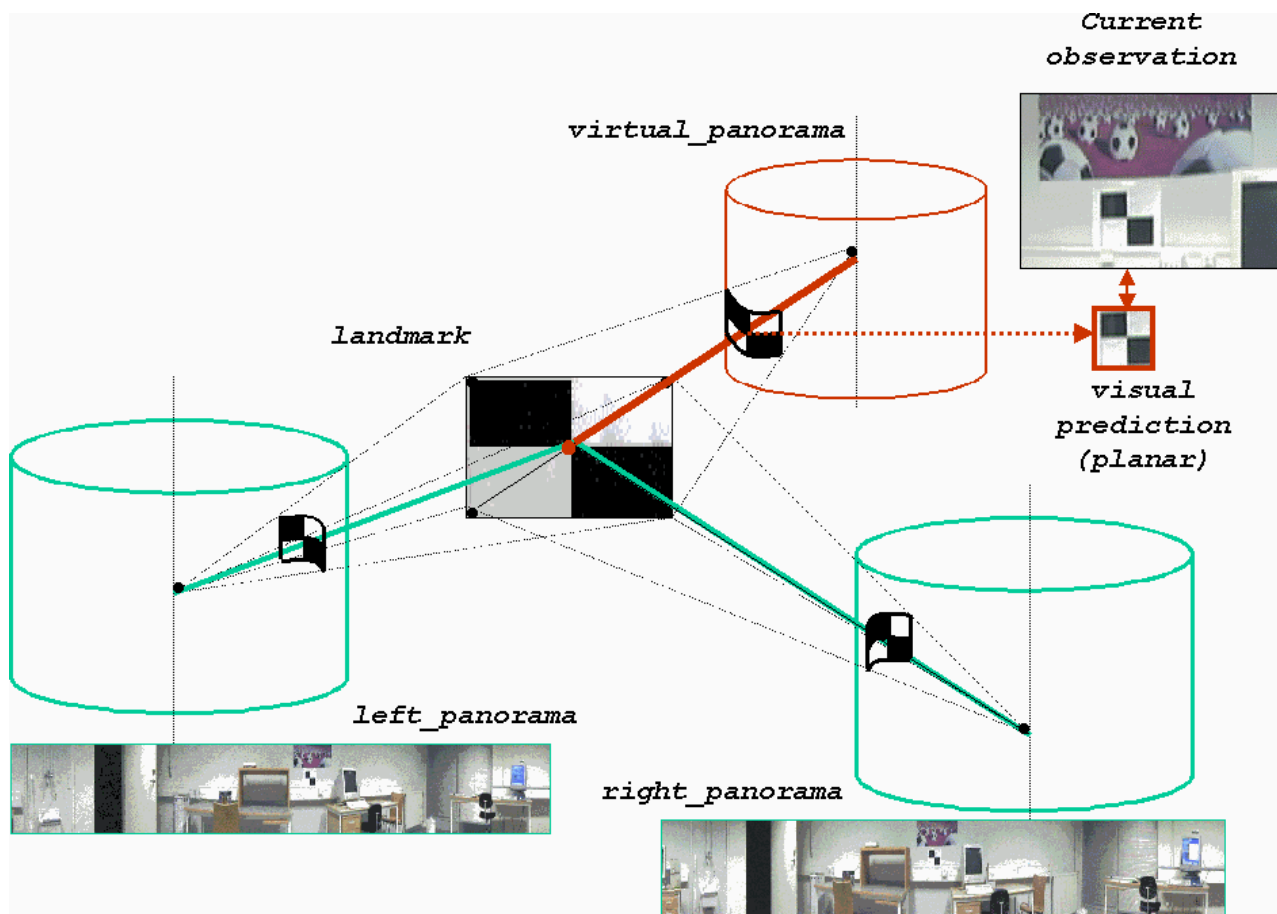 Current
observation
virtual_panorama
landmark
visual
prediction
(planar)
left_panorama
right_panorama